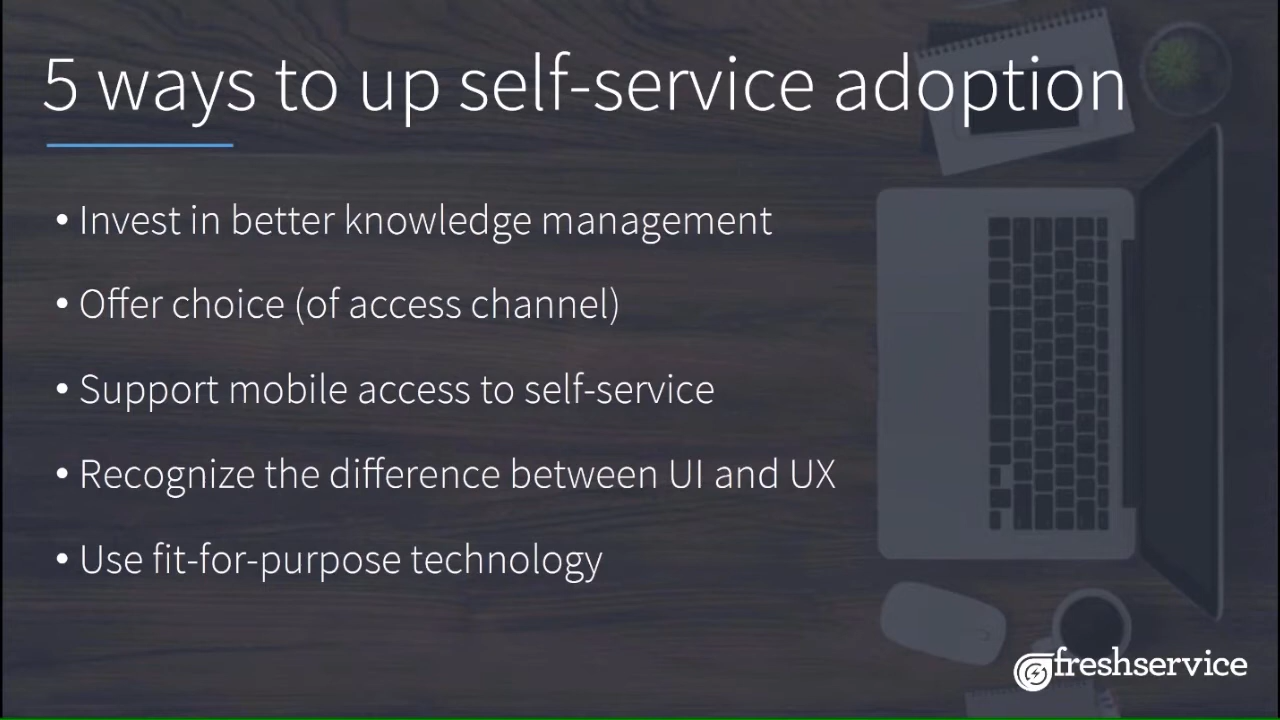 5 ways to up self-service adoption
• Invest in better knowledge management
• Offer choice (of access channel)
• Support mobile access to self-service
• Recognize the difference between UI and UX
• Use fit-for-purpose technology
freshservice